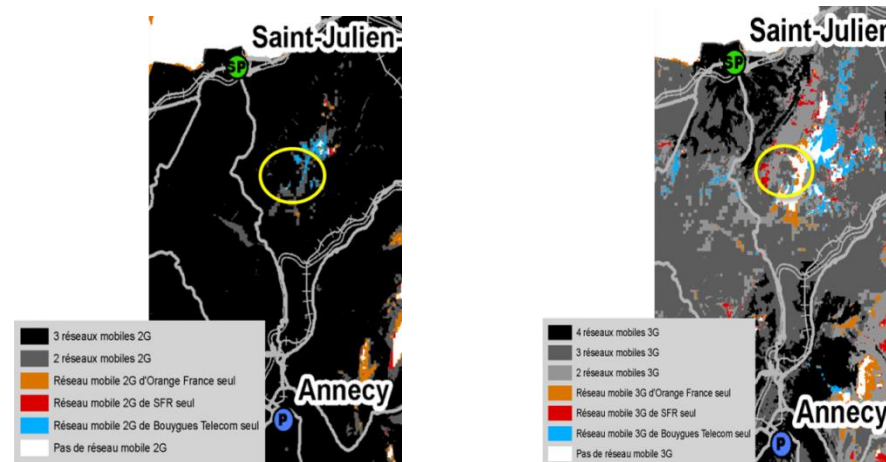 Saint-Julien-
SP
3 réseaux mobiles 2G
2 réseaux mobiles 2G
Réseau mobile 2G d'Orange France seul
Réseau mobile 2G de SFR seul
Réseau mobile 2G de Bouygues Telecom seul
Pas de réseau mobile 2G
Annecy
P
Saint-Julien
SP
4 réseaux mobiles 3G
3 réseaux mobiles 3G
2 réseaux mobiles 3G
Réseau mobile 3G d'Orange France seul
Réseau mobile 3G de SFR seul
Réseau mobile 3G de Bouygues Telecom seul
Pas de réseau mobile 3G
Annecy
P